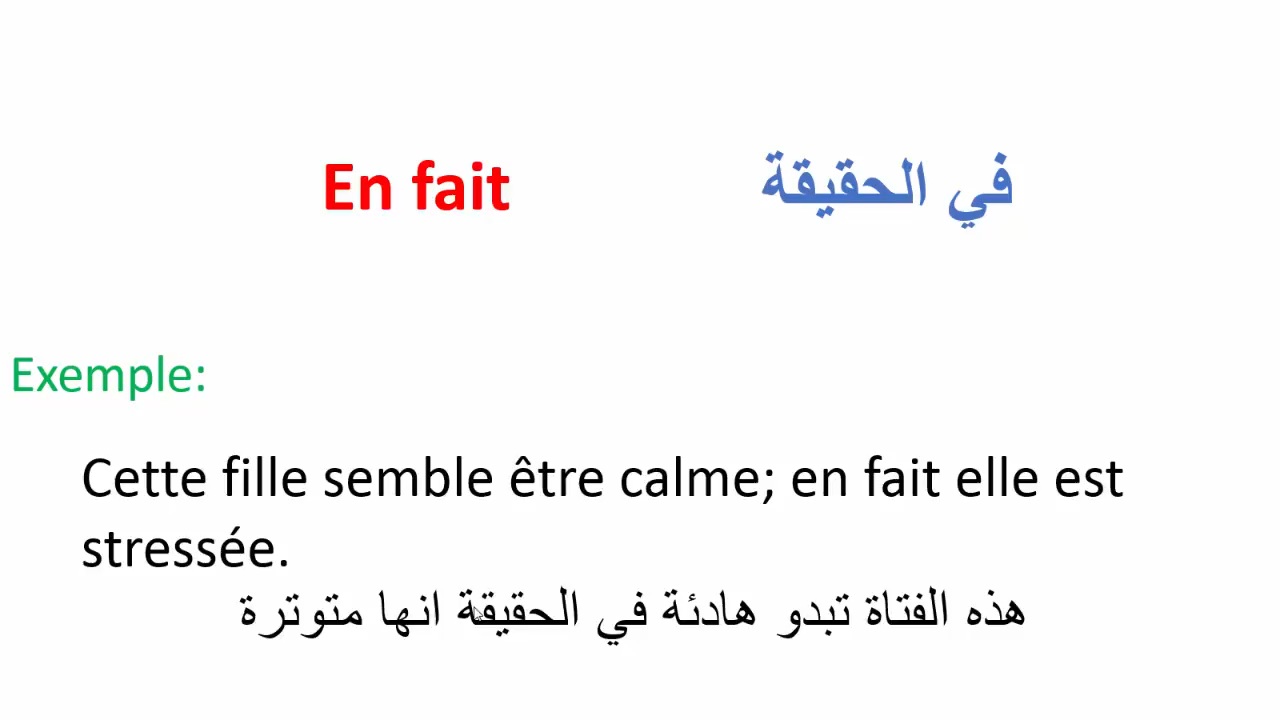 En fait
في الحقيقة
Exemple:
Cette fille semble être calme; en fait elle est
stressée.
هذه الفتاة تبدو هادئة في الحقيقة انها متوترة